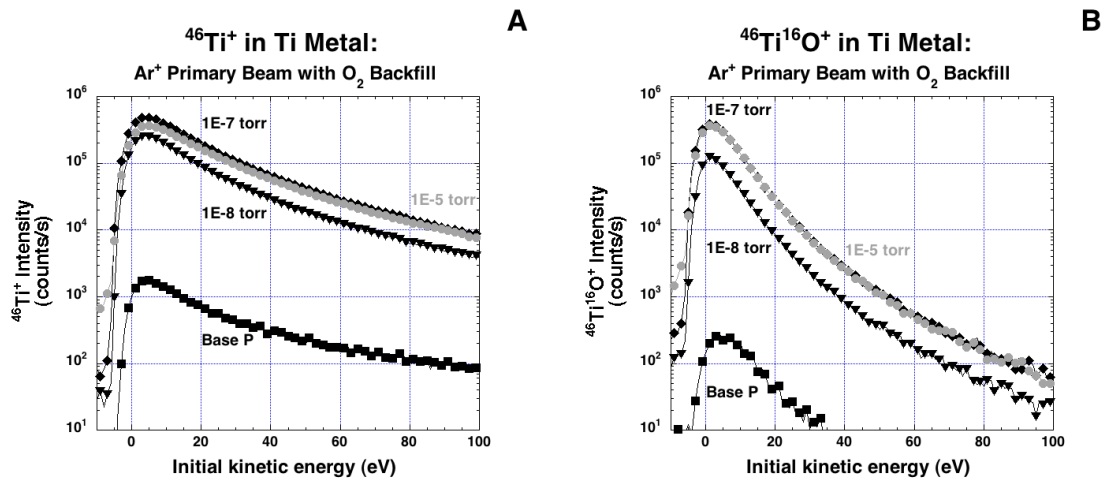 A
⁴⁶Ti⁺ in Ti Metal:
Ar⁺ Primary Beam with O₂ Backfill
10⁶
10⁵
10⁴
10³
10²
10¹
⁴⁶Ti⁺ Intensity
(counts/s)
1E-7 torr
1E-5 torr
1E-8 torr
Base P
0 20 40 60 80 100
Initial kinetic energy (eV)
B
⁴⁶Ti¹⁶O⁺ in Ti Metal:
Ar⁺ Primary Beam with O₂ Backfill
10⁶
10⁵
10⁴
10³
10²
10¹
⁴⁶Ti¹⁶O⁺ Intensity
(counts/s)
1E-7 torr
1E-8 torr
1E-5 torr
Base P
0 20 40 60 80 100
Initial kinetic energy (eV)